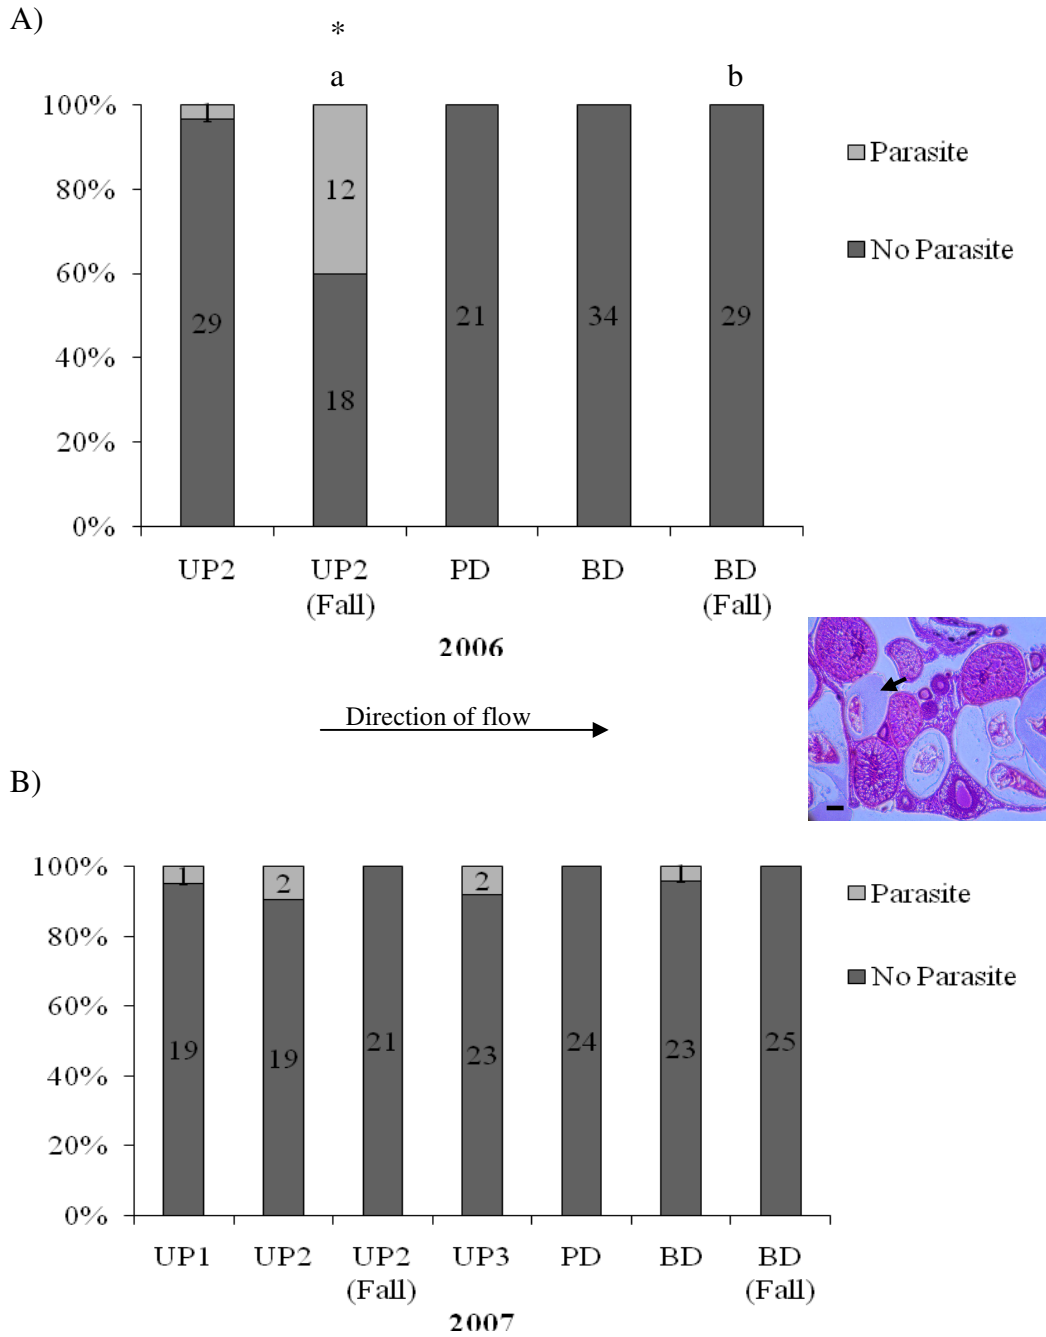 A)
*
a b
100%
80%
60%
40%
20%
0%
1
29
12
18
21
34
29
Parasite
No Parasite
UP2 UP2 PD BD BD
(Fall) (Fall)
2006
Direction of flow
B)
100%
80%
60%
40%
20%
0%
1
19
2
19
21
2
23
24
1
23
25
Parasite
No Parasite
UP1 UP2 UP2 UP3 PD BD BD
(Fall) (Fall)
2007